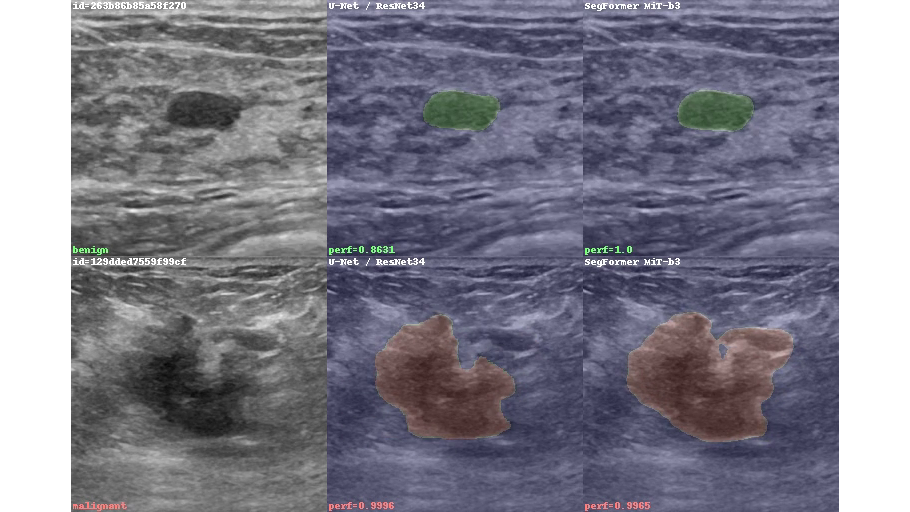 id=263b86b85a58f270
U-Net / ResNet34
SegFormer MiT-b3
benign
perf=0.8631
perf=1.0
id=129dded7559f99cf
U-Net / ResNet34
SegFormer MiT-b3
malignant
perf=0.9996
perf=0.9965